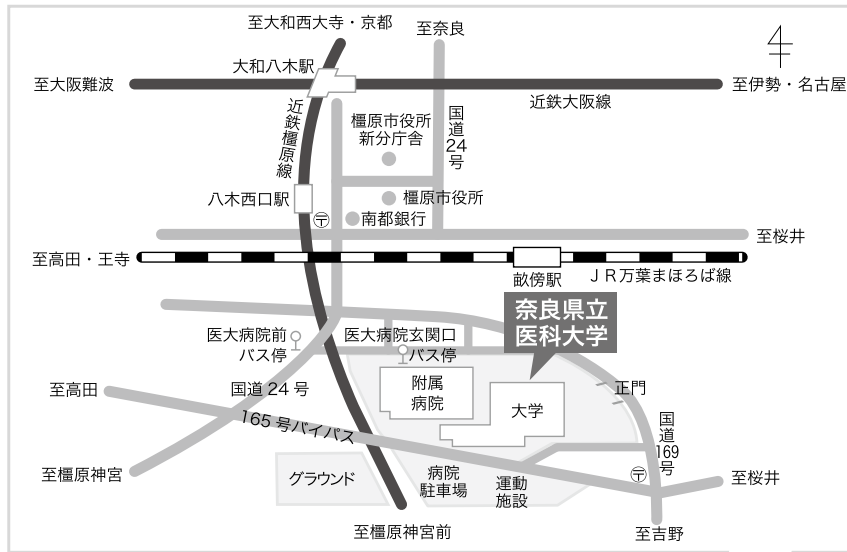 至大和西大寺・京都
至奈良
大和八木駅
至大阪難波
至伊勢・名古屋
近鉄大阪線
近鉄橿原線
国道24号
橿原市役所
新分庁舎
八木西口駅
橿原市役所
〒
南都銀行
至桜井
至高田・王寺
畝傍駅
JR万葉まほろば線
奈良県立
医科大学
医大病院前
バス停
医大病院玄関口
バス停
至高田
国道24号
附属
病院
大学
正門
165号バイパス
国道169号
至橿原神宮
グラウンド
病院
駐車場
運動
施設
〒
至桜井
至橿原神宮前
至吉野